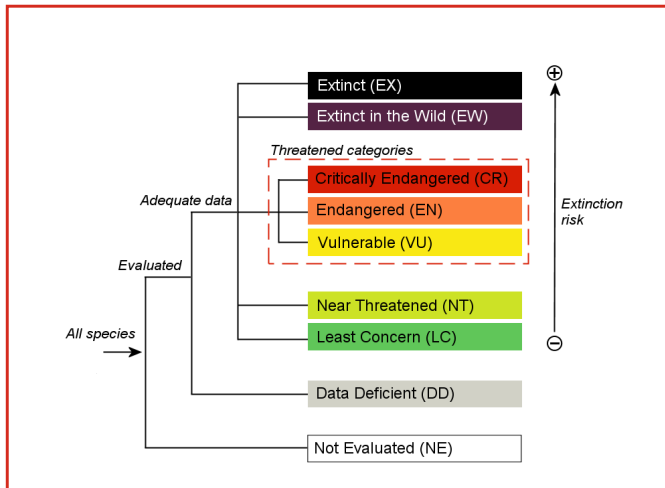 Extinct (EX)
Extinct in the Wild (EW)
Threatened categories
Critically Endangered (CR)
Adequate data
Extinction
risk
Endangered (EN)
Vulnerable (VU)
Evaluated
Near Threatened (NT)
All species
Least Concern (LC)
Data Deficient (DD)
Not Evaluated (NE)